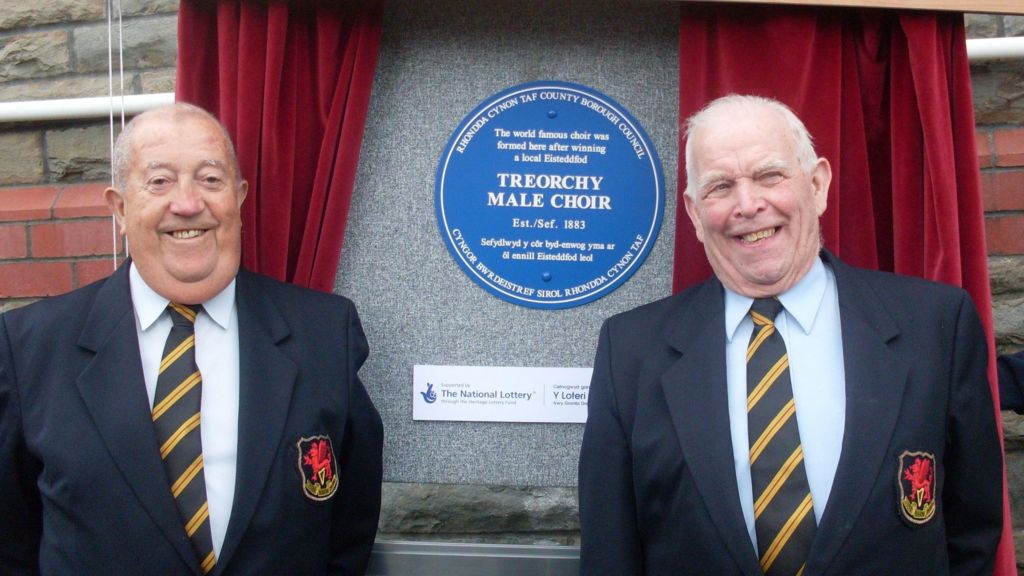 RHONDDA CYNON TAF COUNTY BOROUGH COUNCIL
The world famous choir was
formed here after winning
a local Eisteddfod
TREORCHY
MALE CHOIR
Est./Sef. 1883
Sefydlwyd y côr byd-enwog yma ar
ôl ennill Eisteddfod leol
CYNGOR BWRDEISTREF SIROL RHONDDA CYNON TAF
Supported by
The National Lottery®
through the Heritage Lottery Fund
Y Loteri